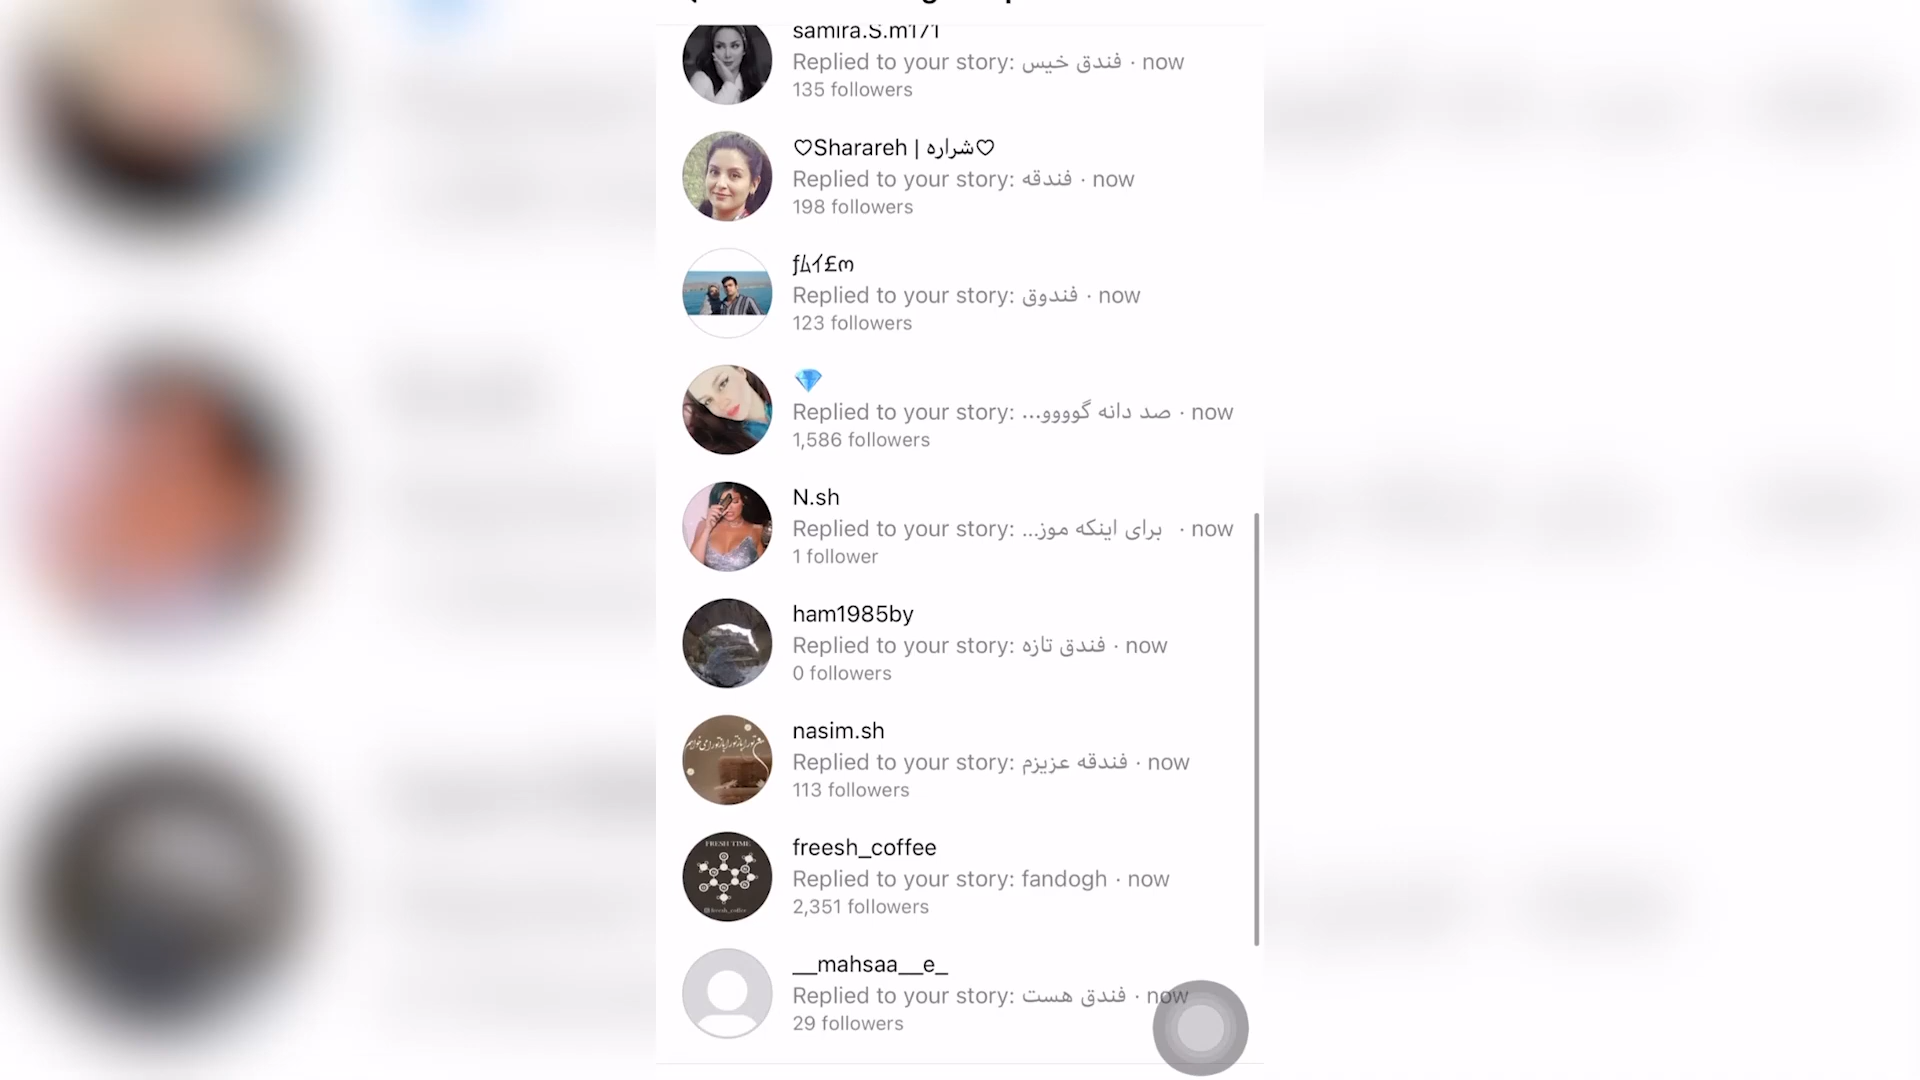 samira.S.m171
Replied to your story: فندق خیس · now
135 followers
♡Sharareh | شراره♡
Replied to your story: فندقه · now
198 followers
Replied to your story: فندوق · now
123 followers
💎
Replied to your story: صد دانه گوووو... · now
1,586 followers
N.sh
Replied to your story: برای اینکه موز... · now
1 follower
ham1985by
Replied to your story: فندق تازه · now
0 followers
nasim.sh
Replied to your story: فندقه عزیزم · now
113 followers
FRESH TIME
freesh_coffee
Replied to your story: fandogh · now
2,351 followers
__mahsaa__e_
Replied to your story: فندق هست · now
29 followers